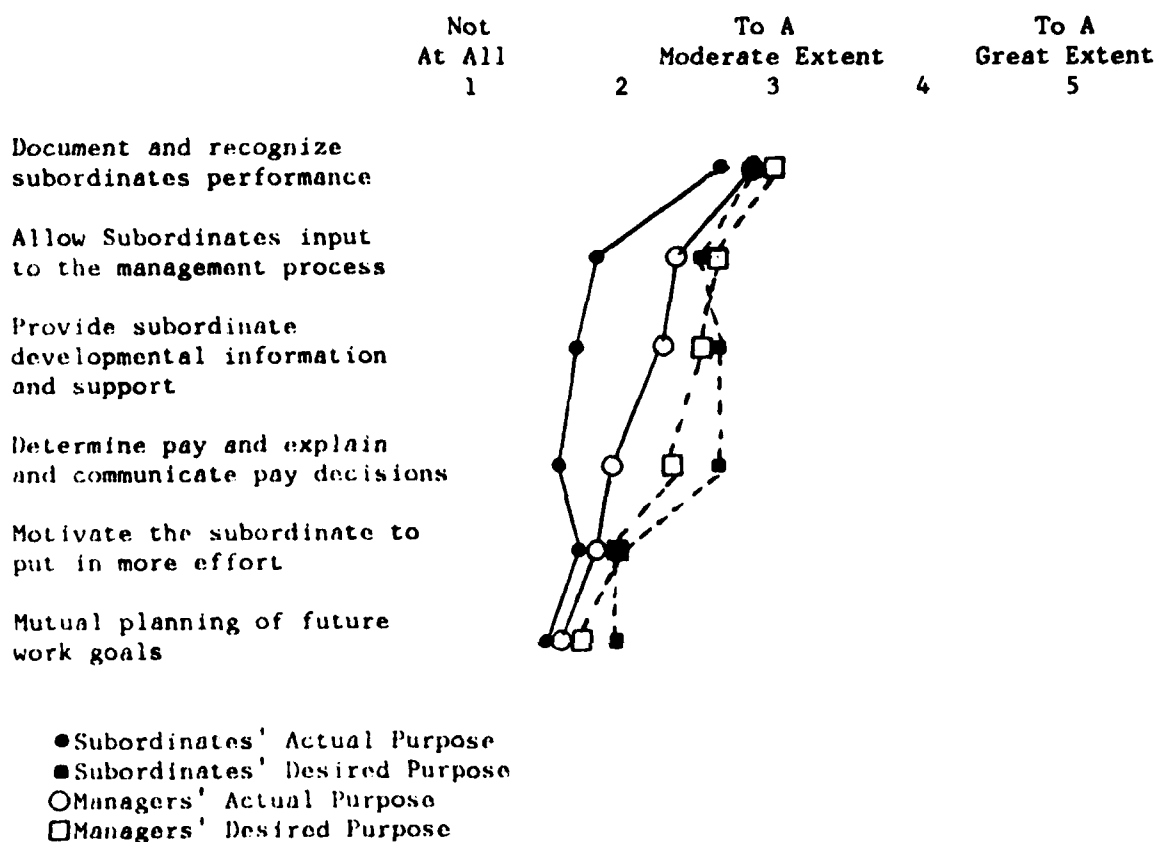 Not To A To A
At All Moderate Extent Great Extent
1 2 3 4 5
Document and recognize
subordinates performance
Allow Subordinates input
to the management process
Provide subordinate
developmental information
and support
Determine pay and explain
and communicate pay decisions
Motivate the subordinate to
put in more effort
Mutual planning of future
work goals
Subordinates' Actual Purpose
Subordinates' Desired Purpose
Managers' Actual Purpose
Managers' Desired Purpose